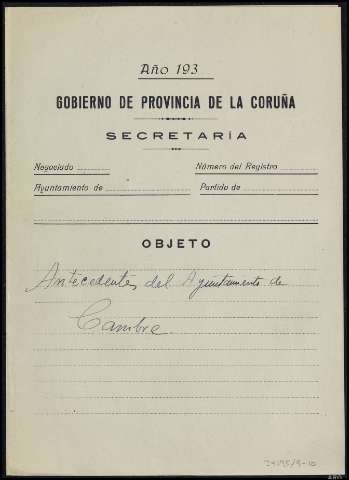 Año 193
GOBIERNO DE PROVINCIA DE LA CORUÑA
SECRETARÍA
Negociado Número del Registro
Ayuntamiento de Partido de
OBJETO
Antecedentes del Ayuntamiento de
Cambre.